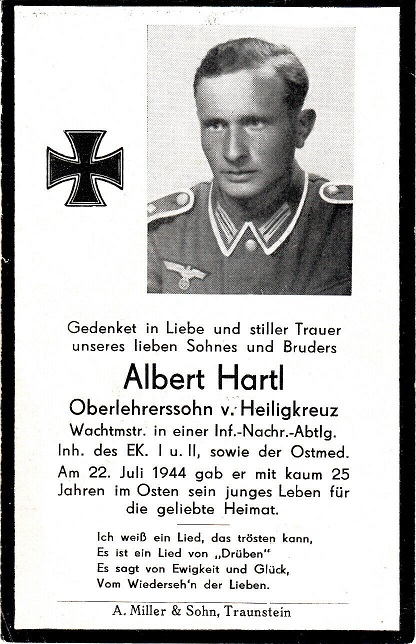 Gedenket in Liebe und stiller Trauer
unseres lieben Sohnes und Bruders
Albert Hartl
Oberlehrerssohn v. Heiligkreuz
Wachtmstr. in einer Inf.-Nachr.-Abtlg.
Inh. des EK. I u. II, sowie der Ostmed.
Am 22. Juli 1944 gab er mit kaum 25
Jahren im Osten sein junges Leben für
die geliebte Heimat.
Ich weiß ein Lied, das trösten kann,
Es ist ein Lied von „Drüben"
Es sagt von Ewigkeit und Glück,
Vom Wiederseh'n der Lieben.
A. Miller & Sohn, Traunstein